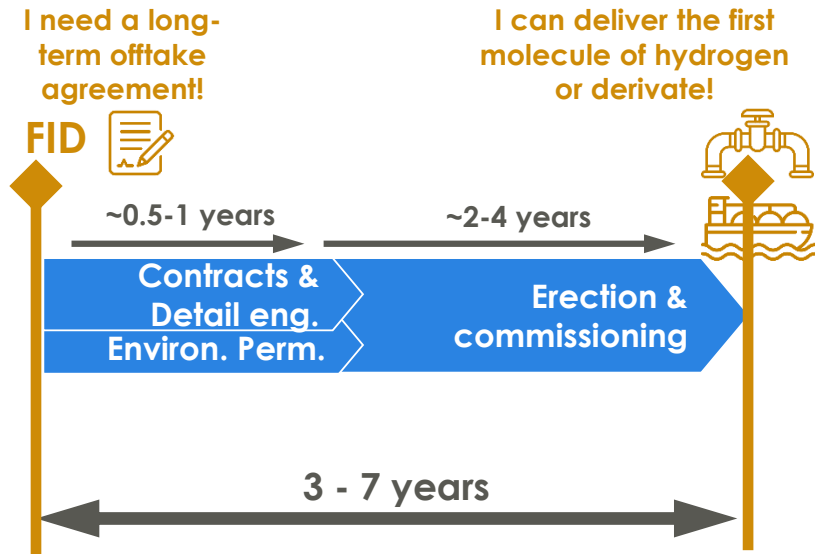 I need a long-
term offtake
agreement!
I can deliver the first
molecule of hydrogen
or derivate!
FID
~0.5-1 years
~2-4 years
Contracts &
Detail eng.
Environ. Perm.
Erection &
commissioning
3 - 7 years